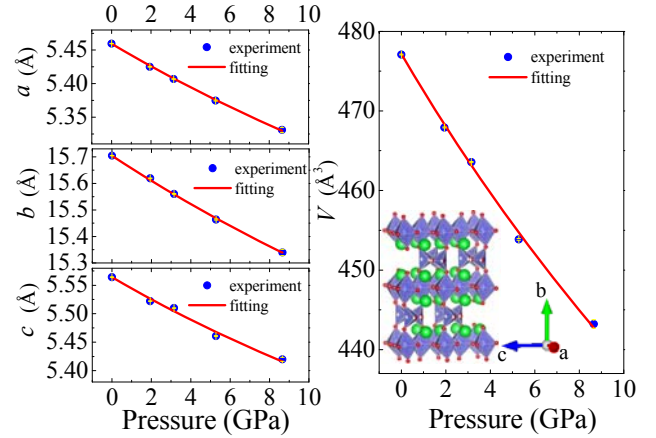 0 2 4 6 8 10
5.45
5.40
5.35
a (Å)
experiment
fitting
15.7
15.6
15.5
15.4
15.3
b (Å)
experiment
fitting
5.55
5.50
5.45
5.40
c (Å)
experiment
fitting
0 2 4 6 8 10
Pressure (GPa)
480
470
460
450
440
V (Å³)
experiment
fitting
b
c
a
0 2 4 6 8 10
Pressure (GPa)